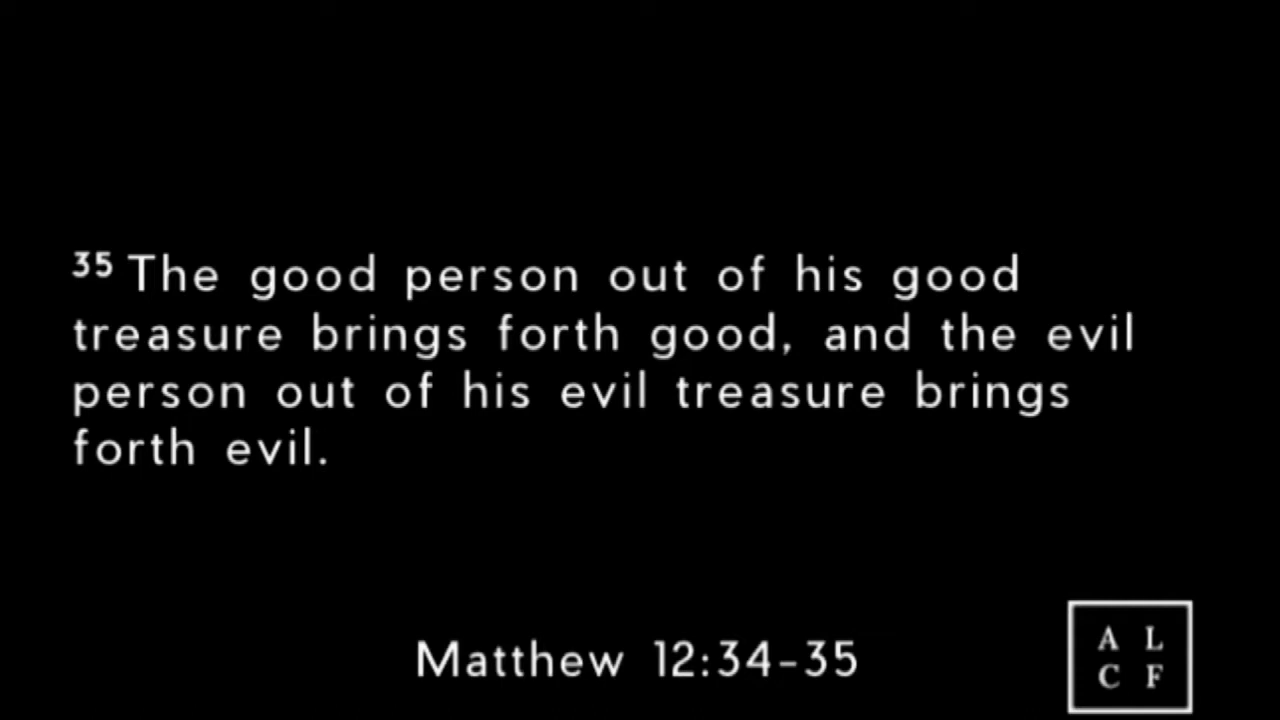 35 The good person out of his good
treasure brings forth good, and the evil
person out of his evil treasure brings
forth evil.
Matthew 12:34-35
A L
C F